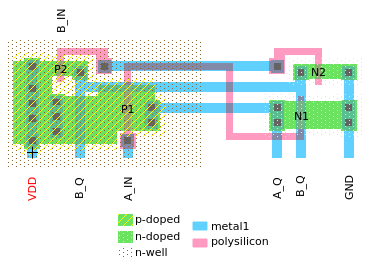 B_IN
P2
N2
P1
N1
VDD
B_Q
A_IN
A_Q
B_Q
GND
p-doped
metal1
n-doped
polysilicon
n-well